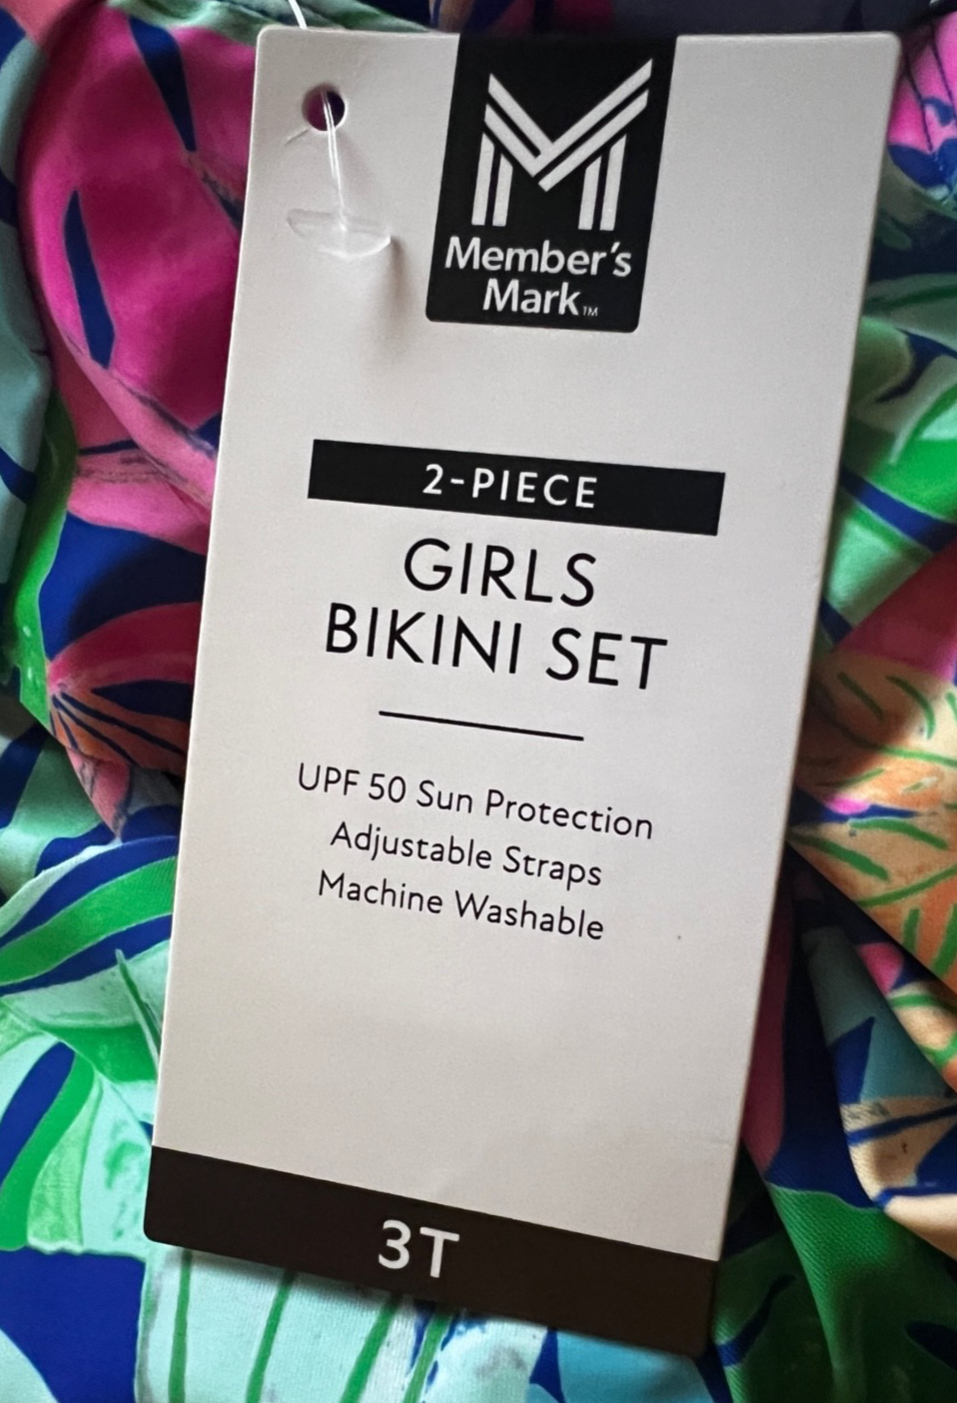 Member's
Mark™
2-PIECE
GIRLS
BIKINI SET
UPF 50 Sun Protection
Adjustable Straps
Machine Washable
3T